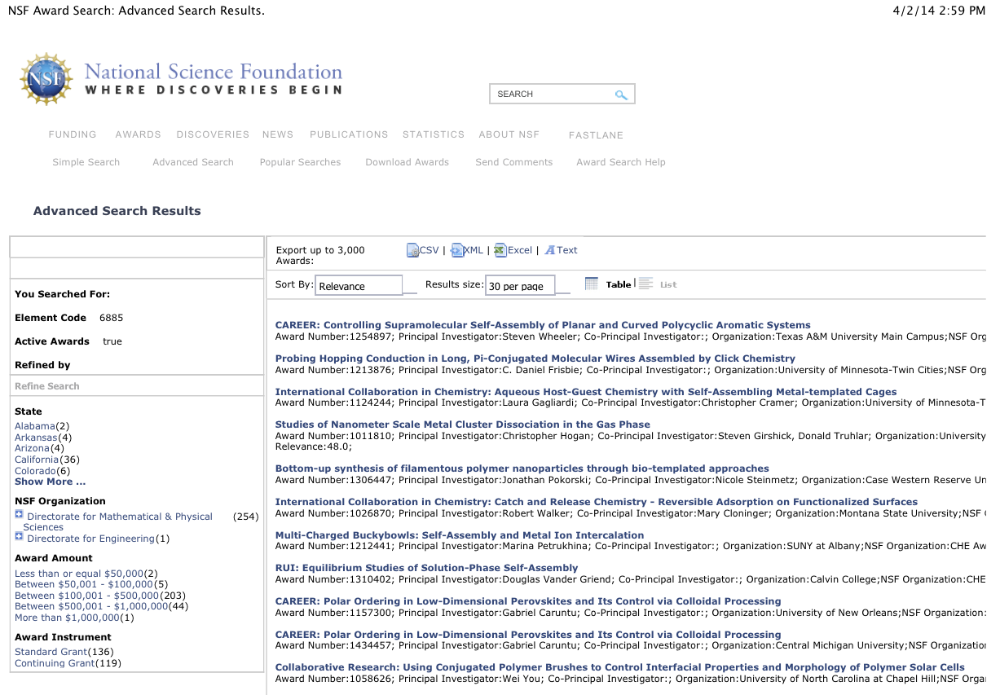 NSF Award Search: Advanced Search Results.
4/2/14 2:59 PM
NSF
National Science Foundation
WHERE DISCOVERIES BEGIN
SEARCH
FUNDING AWARDS DISCOVERIES NEWS PUBLICATIONS STATISTICS ABOUT NSF FASTLANE
Simple Search Advanced Search Popular Searches Download Awards Send Comments Award Search Help
Advanced Search Results
You Searched For:
Element Code 6885
Active Awards true
Refined by
Refine Search
State
Alabama(2)
Arkansas(4)
Arizona(4)
California(36)
Colorado(6)
Show More ...
NSF Organization
Directorate for Mathematical & Physical (254)
Sciences
Directorate for Engineering(1)
Award Amount
Less than or equal $50,000(2)
Between $50,001 - $100,000(5)
Between $100,001 - $500,000(203)
Between $500,001 - $1,000,000(44)
More than $1,000,000(1)
Award Instrument
Standard Grant(136)
Continuing Grant(119)
Export up to 3,000 CSV | XML | Excel | Text
Awards:
Sort By: Relevance Results size: 30 per page Table | List
CAREER: Controlling Supramolecular Self-Assembly of Planar and Curved Polycyclic Aromatic Systems
Award Number:1254897; Principal Investigator:Steven Wheeler; Co-Principal Investigator:; Organization:Texas A&M University Main Campus;NSF Org
Probing Hopping Conduction in Long, Pi-Conjugated Molecular Wires Assembled by Click Chemistry
Award Number:1213876; Principal Investigator:C. Daniel Frisbie; Co-Principal Investigator:; Organization:University of Minnesota-Twin Cities;NSF Org
International Collaboration in Chemistry: Aqueous Host-Guest Chemistry with Self-Assembling Metal-templated Cages
Award Number:1124244; Principal Investigator:Laura Gagliardi; Co-Principal Investigator:Christopher Cramer; Organization:University of Minnesota-T
Studies of Nanometer Scale Metal Cluster Dissociation in the Gas Phase
Award Number:1011810; Principal Investigator:Christopher Hogan; Co-Principal Investigator:Steven Girshick, Donald Truhlar; Organization:University
Relevance:48.0;
Bottom-up synthesis of filamentous polymer nanoparticles through bio-templated approaches
Award Number:1306447; Principal Investigator:Jonathan Pokorski; Co-Principal Investigator:Nicole Steinmetz; Organization:Case Western Reserve Un
International Collaboration in Chemistry: Catch and Release Chemistry - Reversible Adsorption on Functionalized Surfaces
Award Number:1026870; Principal Investigator:Robert Walker; Co-Principal Investigator:Mary Cloninger; Organization:Montana State University;NSF
Multi-Charged Buckybowls: Self-Assembly and Metal Ion Intercalation
Award Number:1212441; Principal Investigator:Marina Petrukhina; Co-Principal Investigator:; Organization:SUNY at Albany;NSF Organization:CHE Aw
RUI: Equilibrium Studies of Solution-Phase Self-Assembly
Award Number:1310402; Principal Investigator:Douglas Vander Griend; Co-Principal Investigator:; Organization:Calvin College;NSF Organization:CHE
CAREER: Polar Ordering in Low-Dimensional Perovskites and Its Control via Colloidal Processing
Award Number:1157300; Principal Investigator:Gabriel Caruntu; Co-Principal Investigator:; Organization:University of New Orleans;NSF Organization:
CAREER: Polar Ordering in Low-Dimensional Perovskites and Its Control via Colloidal Processing
Award Number:1434457; Principal Investigator:Gabriel Caruntu; Co-Principal Investigator:; Organization:Central Michigan University;NSF Organizatio
Collaborative Research: Using Conjugated Polymer Brushes to Control Interfacial Properties and Morphology of Polymer Solar Cells
Award Number:1058626; Principal Investigator:Wei You; Co-Principal Investigator:; Organization:University of North Carolina at Chapel Hill;NSF Orga